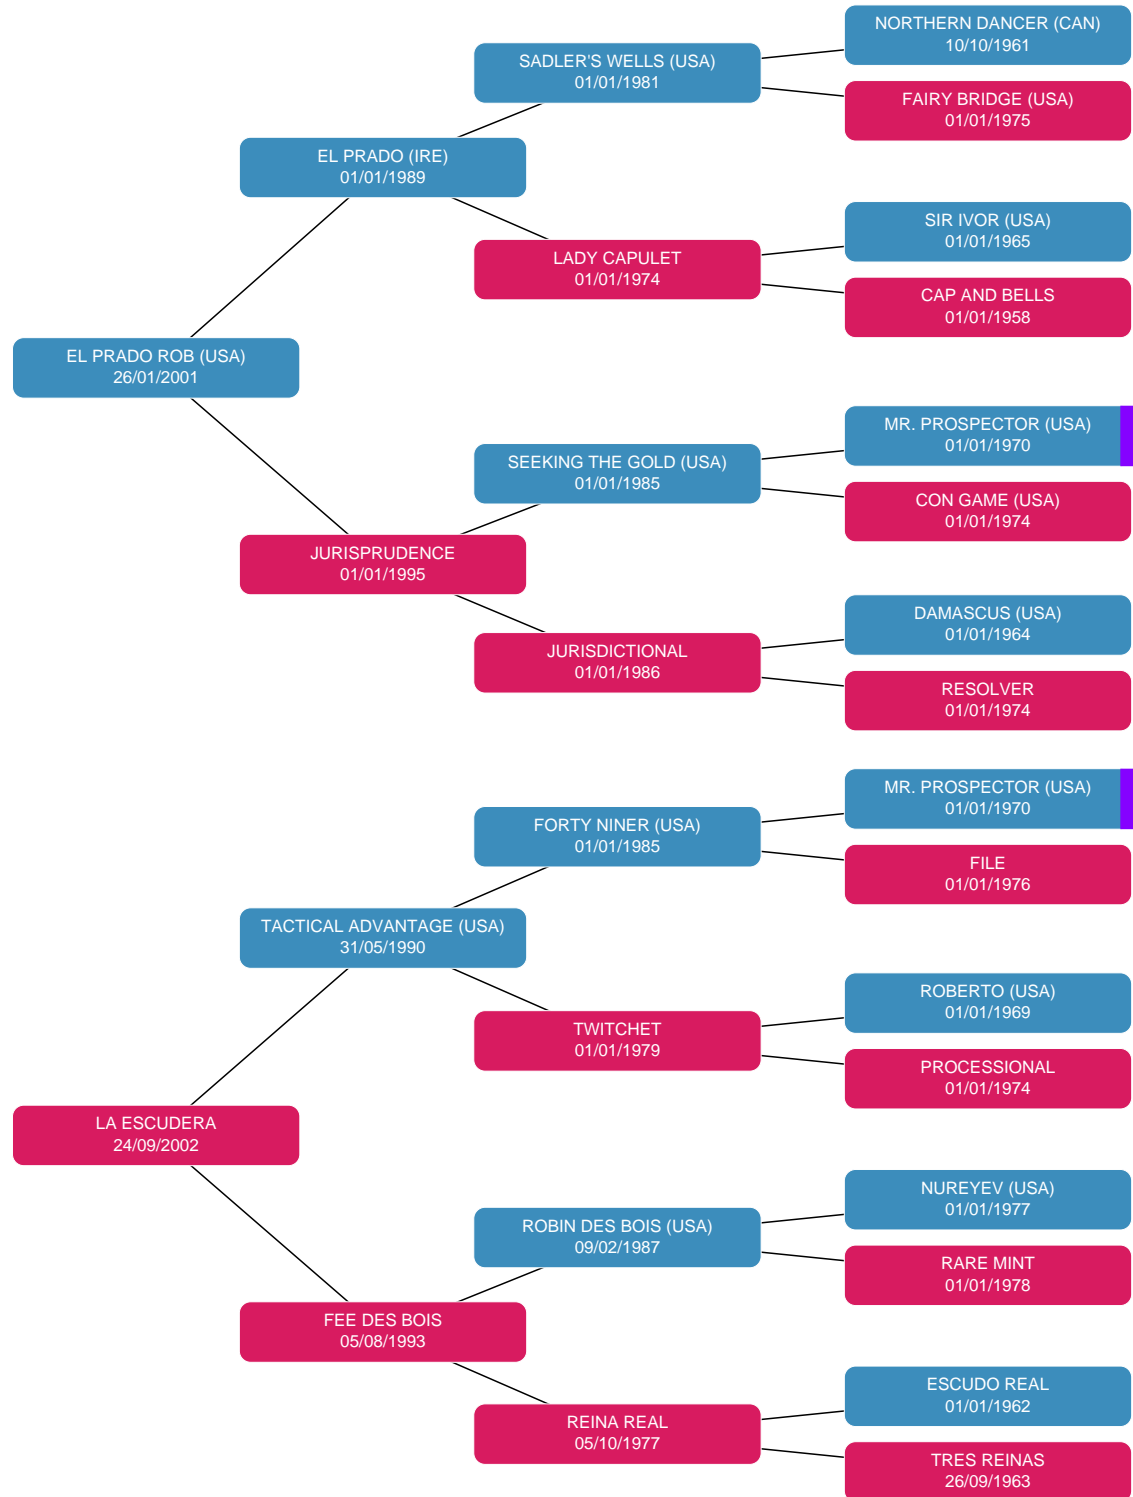 NORTHERN DANCER (CAN)
10/10/1961
SADLER'S WELLS (USA)
01/01/1981
FAIRY BRIDGE (USA)
01/01/1975
EL PRADO (IRE)
01/01/1989
SIR IVOR (USA)
01/01/1965
LADY CAPULET
01/01/1974
CAP AND BELLS
01/01/1958
EL PRADO ROB (USA)
26/01/2001
MR. PROSPECTOR (USA)
01/01/1970
SEEKING THE GOLD (USA)
01/01/1985
CON GAME (USA)
01/01/1974
JURISPRUDENCE
01/01/1995
DAMASCUS (USA)
01/01/1964
JURISDICTIONAL
01/01/1986
RESOLVER
01/01/1974
MR. PROSPECTOR (USA)
01/01/1970
FORTY NINER (USA)
01/01/1985
FILE
01/01/1976
TACTICAL ADVANTAGE (USA)
31/05/1990
ROBERTO (USA)
01/01/1969
TWITCHET
01/01/1979
PROCESSIONAL
01/01/1974
LA ESCUDERA
24/09/2002
NUREYEV (USA)
01/01/1977
ROBIN DES BOIS (USA)
09/02/1987
RARE MINT
01/01/1978
FEE DES BOIS
05/08/1993
ESCUDO REAL
01/01/1962
REINA REAL
05/10/1977
TRES REINAS
26/09/1963